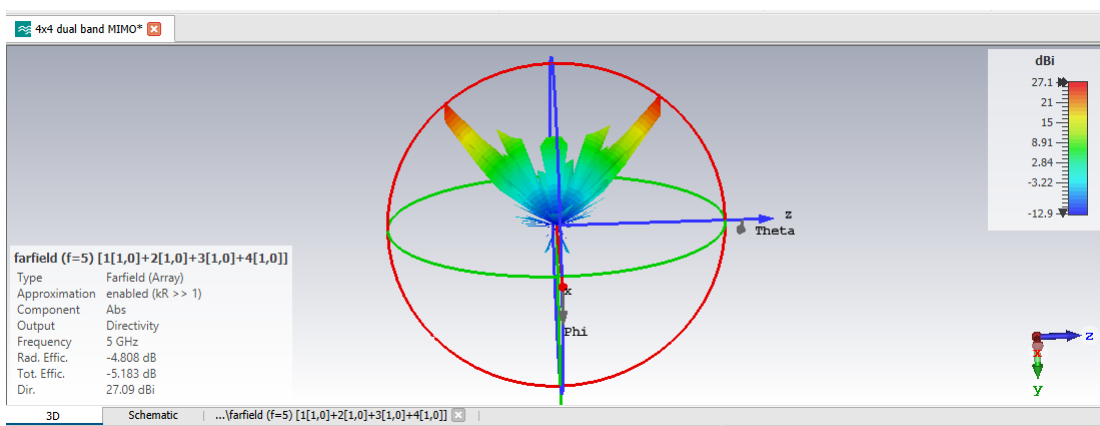 4x4 dual band MIMO*
dBi
27.1
21
15
8.91
2.84
-3.22
-12.9
z
Theta
x
Phi
farfield (f=5) [1[1,0]+2[1,0]+3[1,0]+4[1,0]]
Type Farfield (Array)
Approximation enabled (kR >> 1)
Component Abs
Output Directivity
Frequency 5 GHz
Rad. Effic. -4.808 dB
Tot. Effic. -5.183 dB
Dir. 27.09 dBi
z
x
y
3D Schematic ...\farfield (f=5) [1[1,0]+2[1,0]+3[1,0]+4[1,0]]